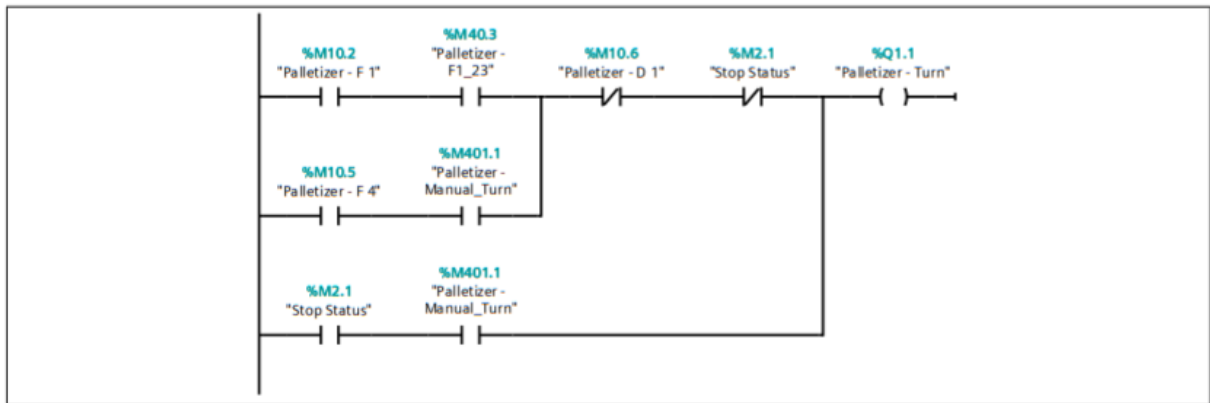 %M10.2
"Palletizer - F 1"
%M40.3
"Palletizer -
F1_23"
%M10.6
"Palletizer - D 1"
%M2.1
"Stop Status"
%Q1.1
"Palletizer - Turn"
%M10.5
"Palletizer - F 4"
%M401.1
"Palletizer -
Manual_Turn"
%M2.1
"Stop Status"
%M401.1
"Palletizer -
Manual_Turn"